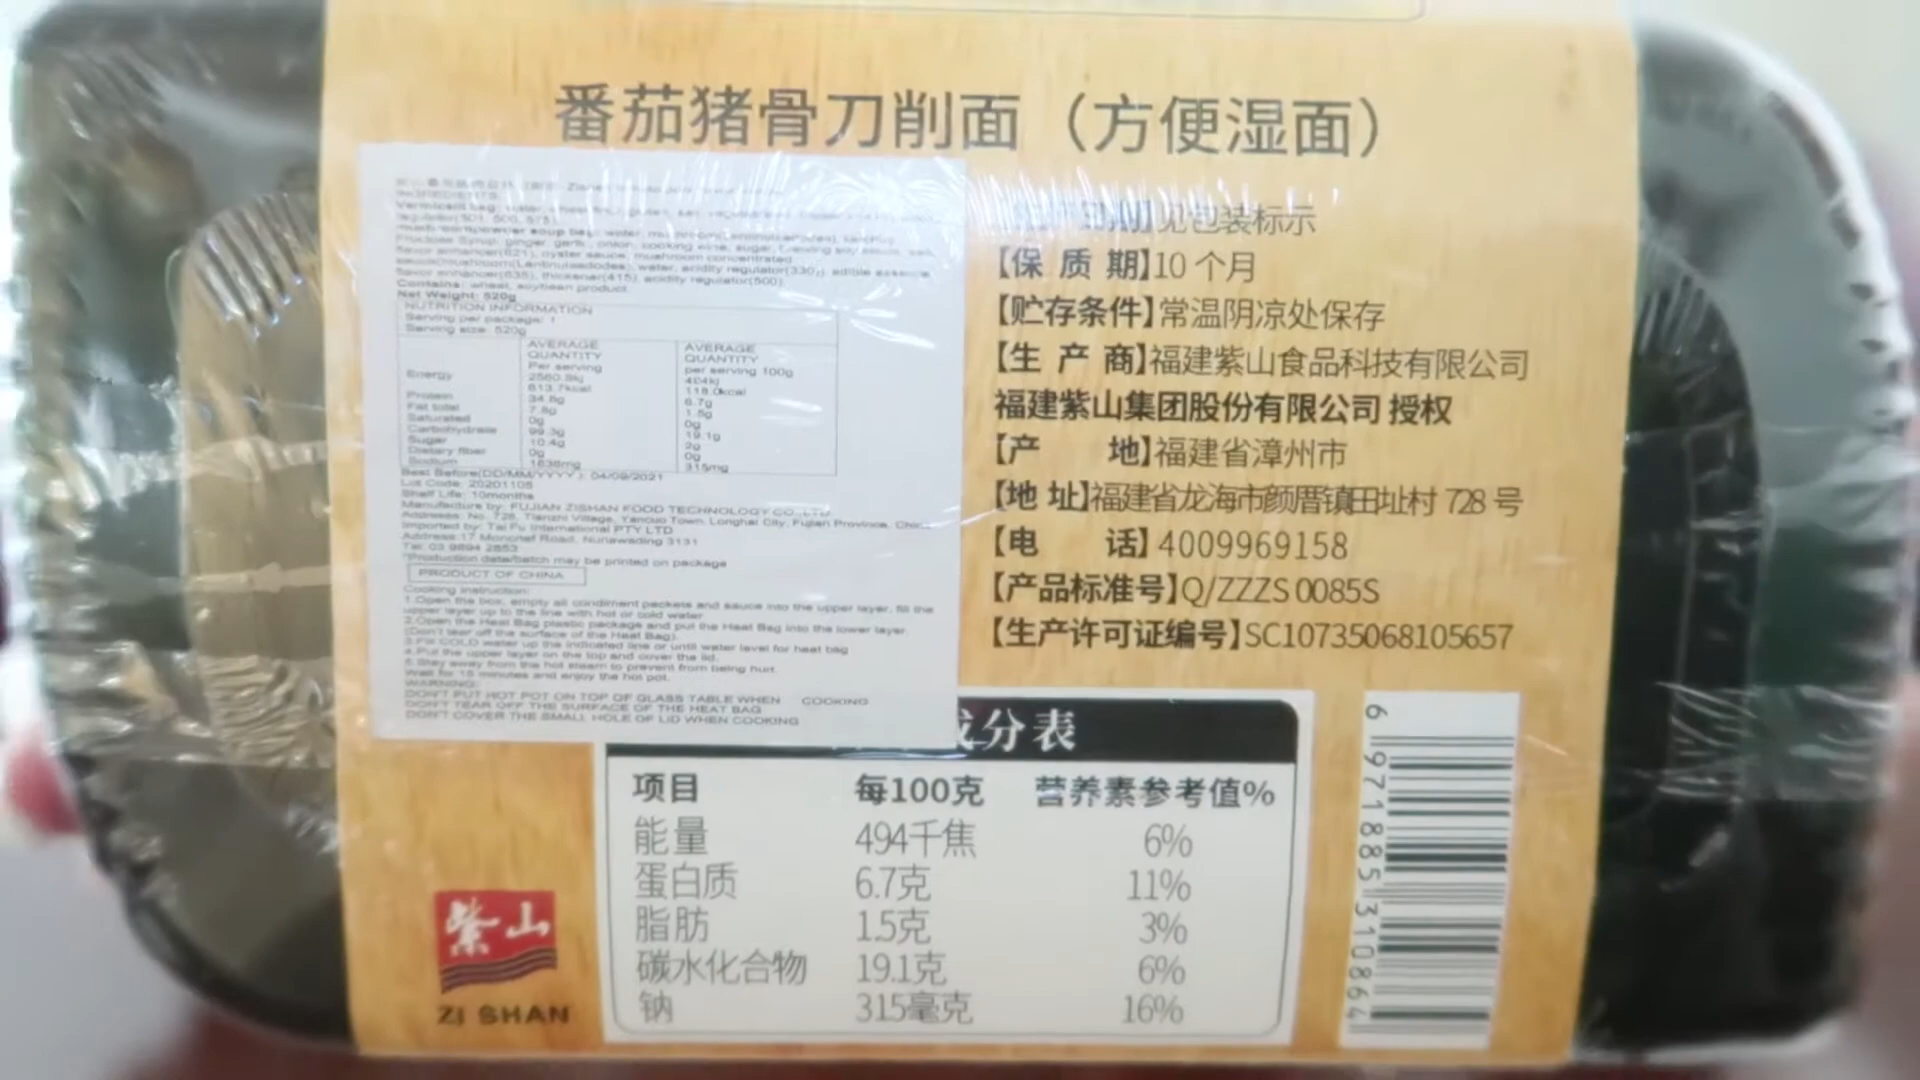 番茄猪骨刀削面（方便湿面）
Net Weight: 520g
NUTRITION INFORMATION
Serving per package: 1
Serving size: 520g
AVERAGE QUANTITY Per serving
AVERAGE QUANTITY per serving 100g
Energy
613.7kcal
118.0kcal
Protein 34.8g 6.7g
Fat total 7.8g 1.5g
Saturated 0g 0g
Carbohydrate 99.3g 19.1g
Sugar 10.4g 2g
Dietary fiber 0g 0g
Sodium 1638mg 315mg
Best Before(DD/MM/YYYY): 04/09/2021
Lot Code: 20201105
Shelf Life: 10months
Manufacture by: FUJIAN ZISHAN FOOD TECHNOLOGY CO.,LTD
No. 728, Tianzhi Village, Yancuo Town, Longhai City, Fujian Province, China
Imported by: Tai Fu International PTY LTD
Address:17 Moncrief Road, Nunawading 3131
Tel: 03 9894 2853
*Production date/batch may be printed on package
PRODUCT OF CHINA
Cooking instruction:
1.Open the box, empty all condiment packets and sauce into the upper layer, fill the
upper layer up to the line with hot or cold water
2.Open the Heat Bag plastic package and put the Heat Bag into the lower layer
(Don't tear off the surface of the Heat Bag).
3.Fill COLD water up the indicated line or until water level for heat bag
4.Put the upper layer on the top and cover the lid.
5.Stay away from the hot steam to prevent from being hurt.
Wait for 15 minutes and enjoy the hot pot.
WARNING:
DON'T PUT HOT POT ON TOP OF GLASS TABLE WHEN COOKING
DON'T TEAR OFF THE SURFACE OF THE HEAT BAG
DON'T COVER THE SMALL HOLE OF LID WHEN COOKING
见包装标示
【保 质 期】10 个月
【贮存条件】常温阴凉处保存
【生 产 商】福建紫山食品科技有限公司
福建紫山集团股份有限公司 授权
【产 地】福建省漳州市
【地 址】福建省龙海市颜厝镇田址村 728 号
【电 话】4009969158
【产品标准号】Q/ZZZS 0085S
【生产许可证编号】SC10735068105657
成分表
项目 每100克 营养素参考值%
能量 494千焦 6%
蛋白质 6.7克 11%
脂肪 1.5克 3%
碳水化合物 19.1克 6%
钠 315毫克 16%
紫山
ZI SHAN
6 971885 310864